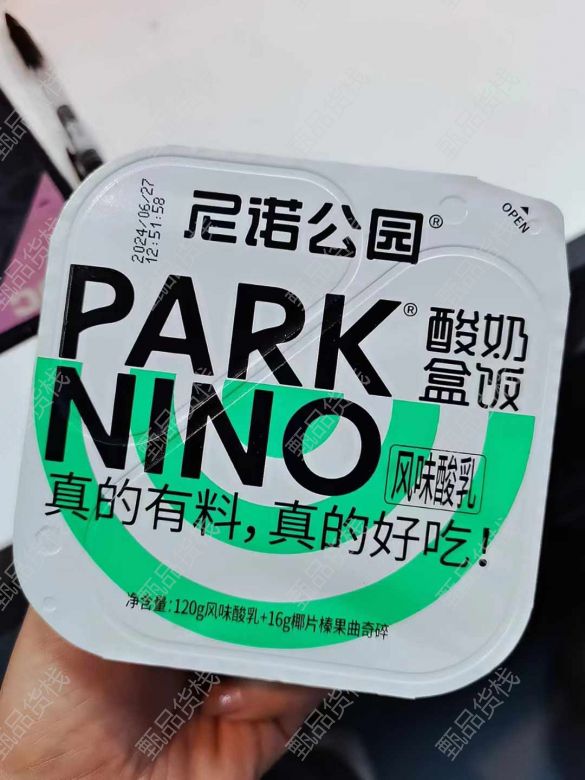 2024/06/27
12:51:58
尼诺公园®
OPEN
PARK®
NINO
酸奶
盒饭
风味酸乳
真的有料,真的好吃!
净含量:120g风味酸乳+16g椰片榛果曲奇碎
甄品货栈